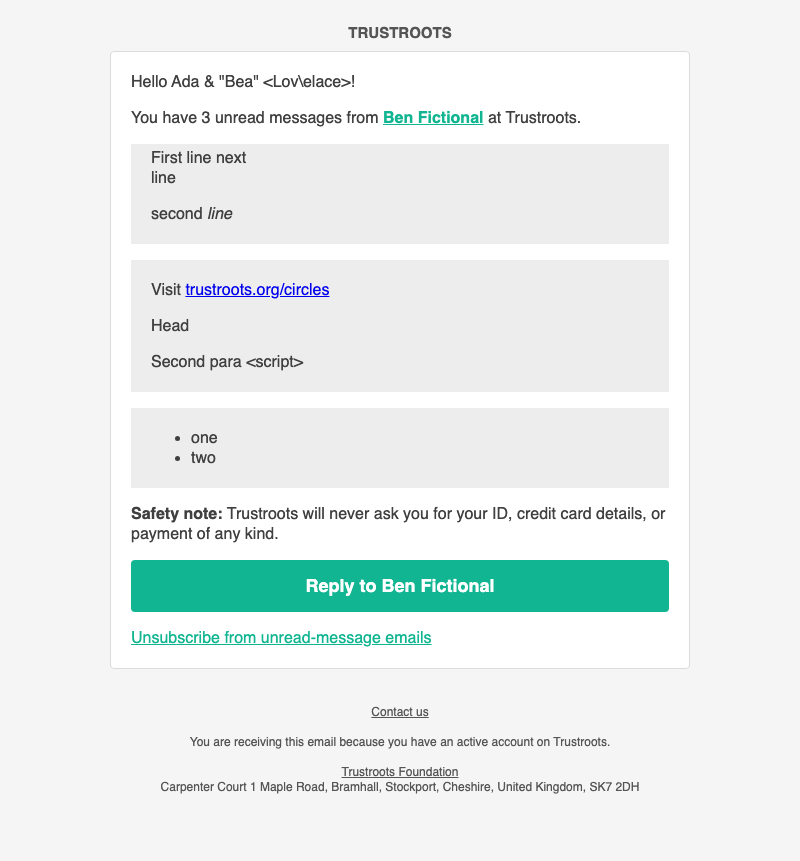 TRUSTROOTS
Hello Ada & "Bea" <Lov\elace>!
You have 3 unread messages from Ben Fictional at Trustroots.
First line next
line
second line
Visit trustroots.org/circles
Head
Second para <script>
• one
• two
Safety note: Trustroots will never ask you for your ID, credit card details, or
payment of any kind.
Reply to Ben Fictional
Unsubscribe from unread-message emails
Contact us
You are receiving this email because you have an active account on Trustroots.
Trustroots Foundation
Carpenter Court 1 Maple Road, Bramhall, Stockport, Cheshire, United Kingdom, SK7 2DH